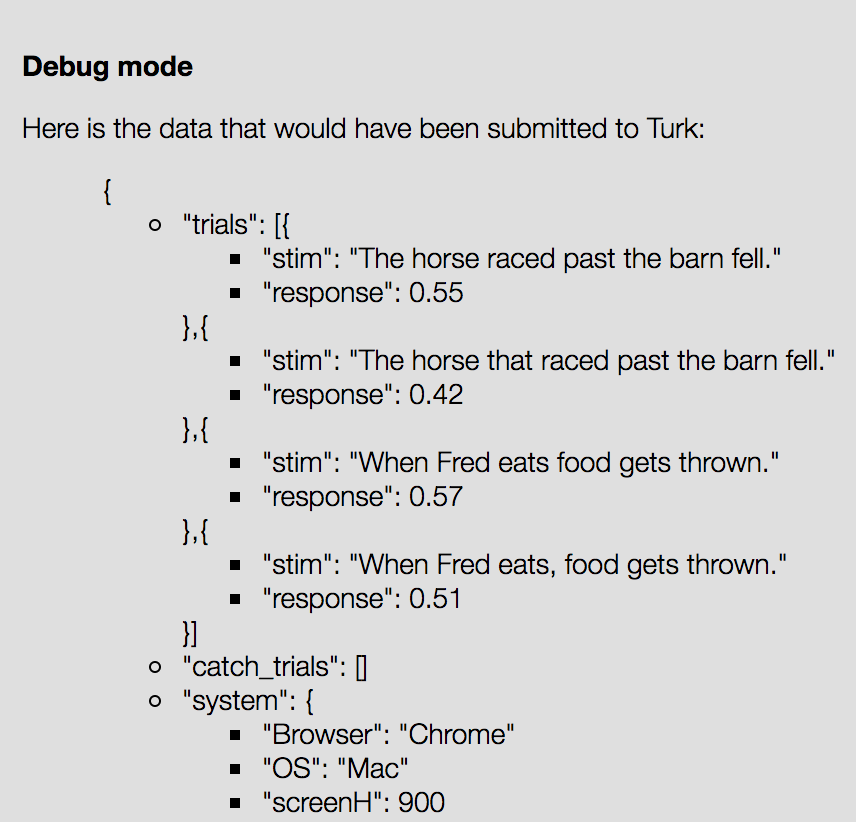 Debug mode
Here is the data that would have been submitted to Turk:
{
"trials": [{
"stim": "The horse raced past the barn fell."
"response": 0.55
},{
"stim": "The horse that raced past the barn fell."
"response": 0.42
},{
"stim": "When Fred eats food gets thrown."
"response": 0.57
},{
"stim": "When Fred eats, food gets thrown."
"response": 0.51
}]
"catch_trials": []
"system": {
"Browser": "Chrome"
"OS": "Mac"
"screenH": 900